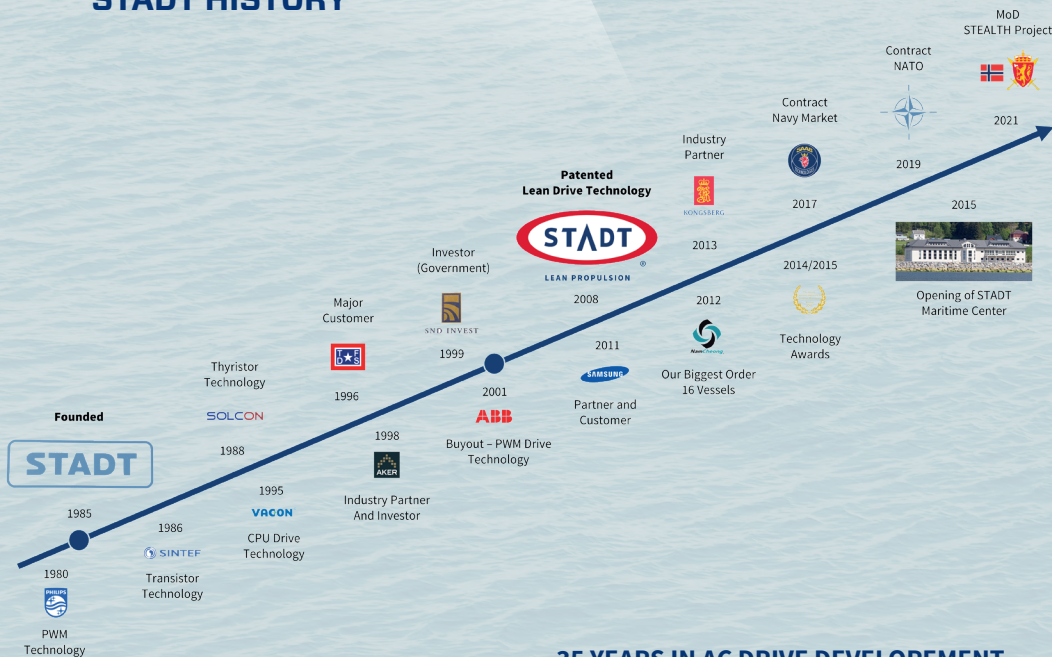 STADT HISTORY
MoD
STEALTH Project
2021
Contract
NATO
2019
Contract
Navy Market
2017
Industry
Partner
KONGSBERG
2013
Patented
Lean Drive Technology
STADT
®
LEAN PROPULSION
2008
Investor
(Government)
SND INVEST
1999
Major
Customer
T F
D S
1996
Thyristor
Technology
SOLCON
1988
Founded
STADT
1985
1980
PHILIPS
PWM
Technology
1986
SINTEF
Transistor
Technology
1995
VACON
CPU Drive
Technology
1998
AKER
Industry Partner
And Investor
2001
ABB
Buyout – PWM Drive
Technology
2011
SAMSUNG
Partner and
Customer
2012
NamCheong
Our Biggest Order
16 Vessels
2014/2015
Technology
Awards
2015
Opening of STADT
Maritime Center
35 YEARS IN AC DRIVE DEVELOPEMENT